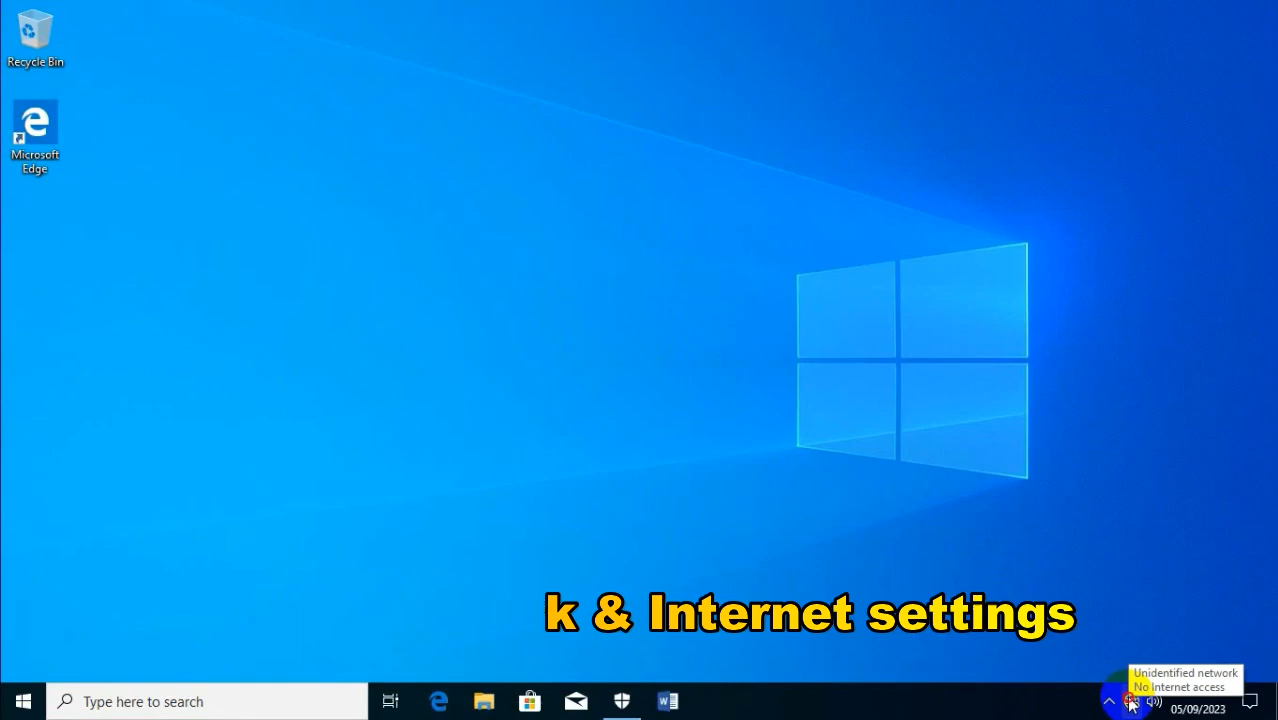 Recycle Bin
Microsoft
Edge
k & Internet settings
Unidentified network
No Internet access
Type here to search
05/09/2023